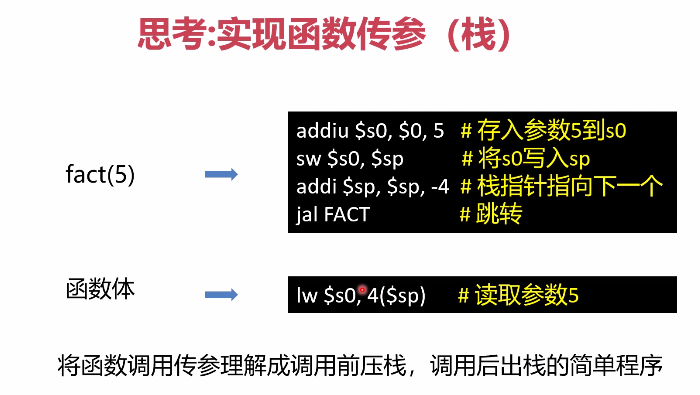 思考:实现函数传参（栈）
fact(5)
addiu $s0, $0, 5 # 存入参数5到s0
sw $s0, $sp # 将s0写入sp
addi $sp, $sp, -4 # 栈指针指向下一个
jal FACT # 跳转
函数体
lw $s0, 4($sp) # 读取参数5
将函数调用传参理解成调用前压栈，调用后出栈的简单程序